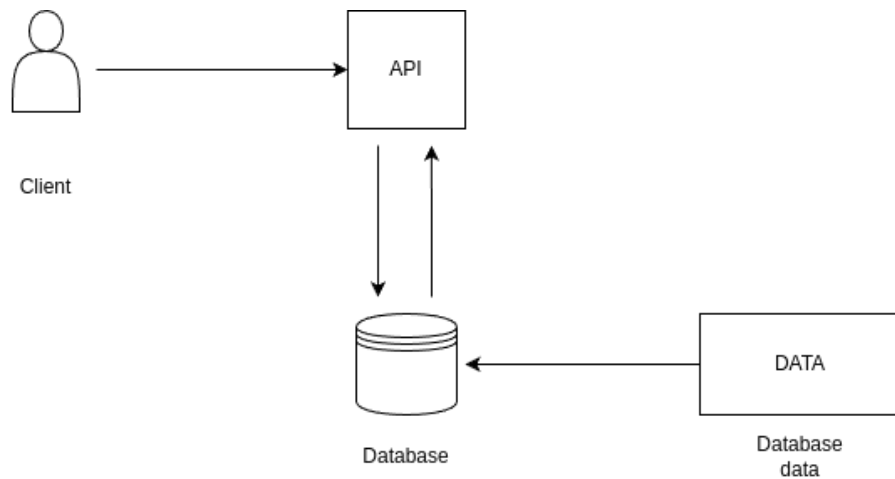 API
Client
DATA
Database
Database
data